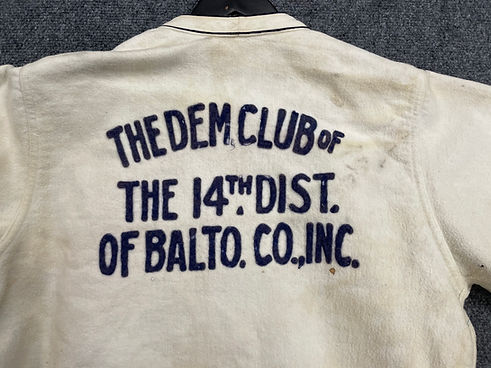 THE DEM CLUB OF
THE 14TH DIST.
OF BALTO. CO., INC.